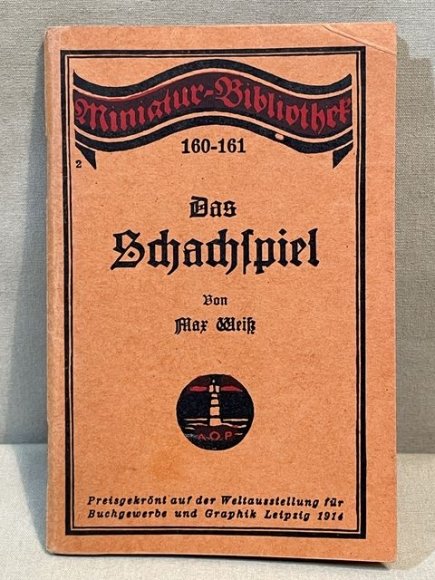 Miniatur-Bibliothek
160-161
2
Das
Schachſpiel
Von
Max Weiß
A.O.P.
Preisgekrönt auf der Weltausstellung für
Buchgewerbe und Graphik Leipzig 1914